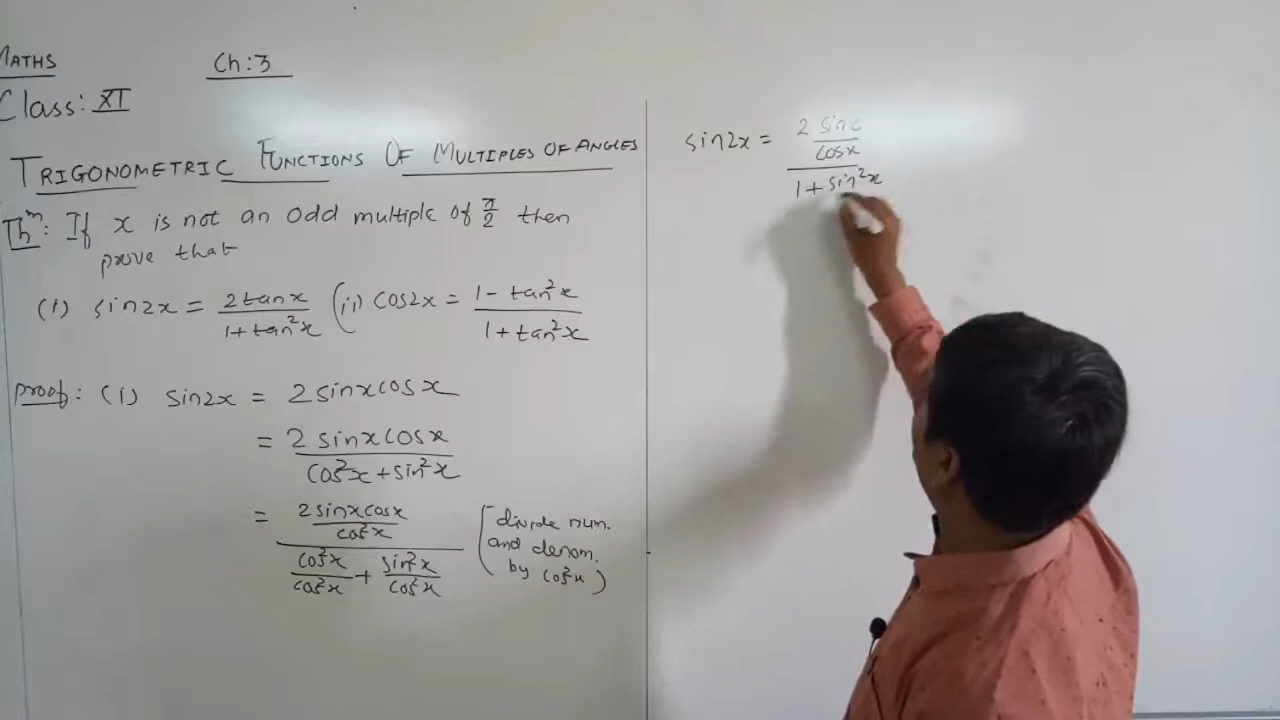 MATHS
Ch:3
Class: XI
TRIGONOMETRIC FUNCTIONS OF MULTIPLES OF ANGLES
Thm: If x is not an odd multiple of π/2 then
prove that
(i) sin2x = 2tanx / 1+tan²x (ii) cos2x = 1-tan²x / 1+tan²x
Proof: (i) sin2x = 2sinxcosx
= 2sinxcosx / cos²x+sin²x
= 2sinxcosx / cos²x / cos²x / cos²x + sin²x / cos²x (divide num.
and denom.
by cos²x)
sin2x = 2 sinx / cosx / 1+sin²x